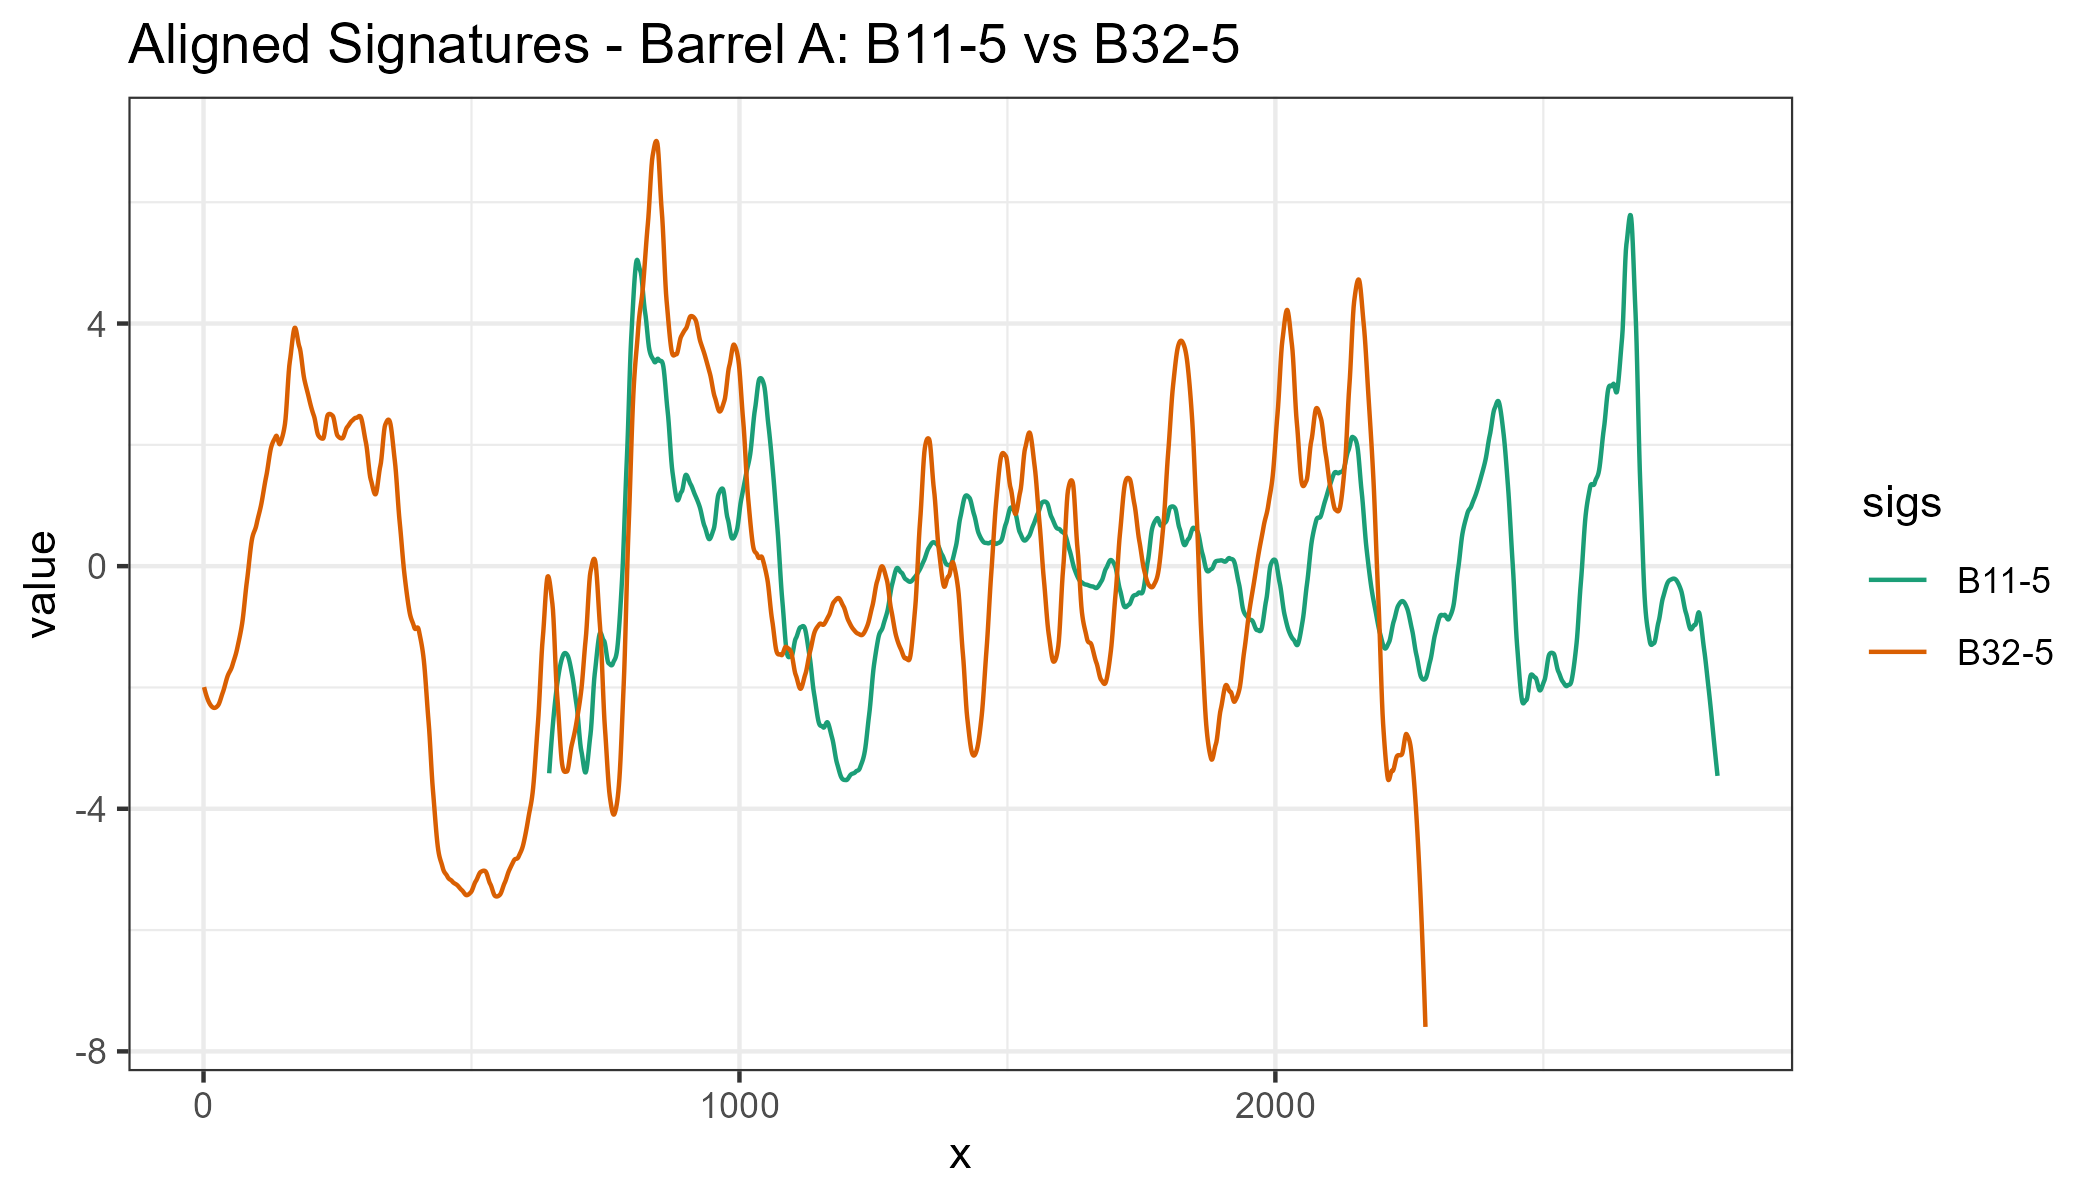 Aligned Signatures - Barrel A: B11-5 vs B32-5
value
4
0
-4
-8
0 1000 2000
x
sigs
B11-5
B32-5